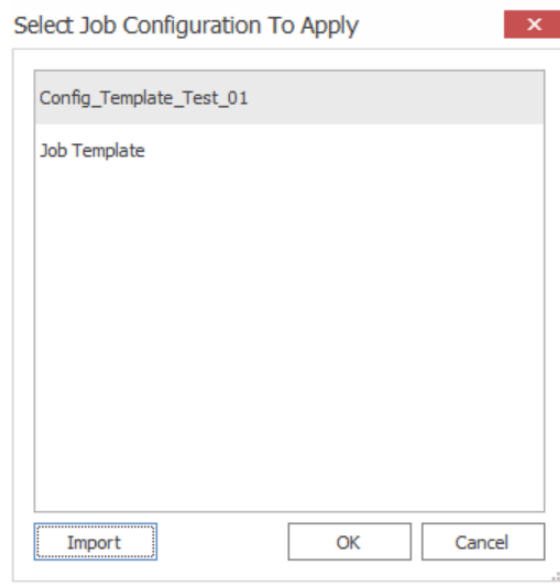 Select Job Configuration To Apply
Config_Template_Test_01
Job Template
Import
OK
Cancel